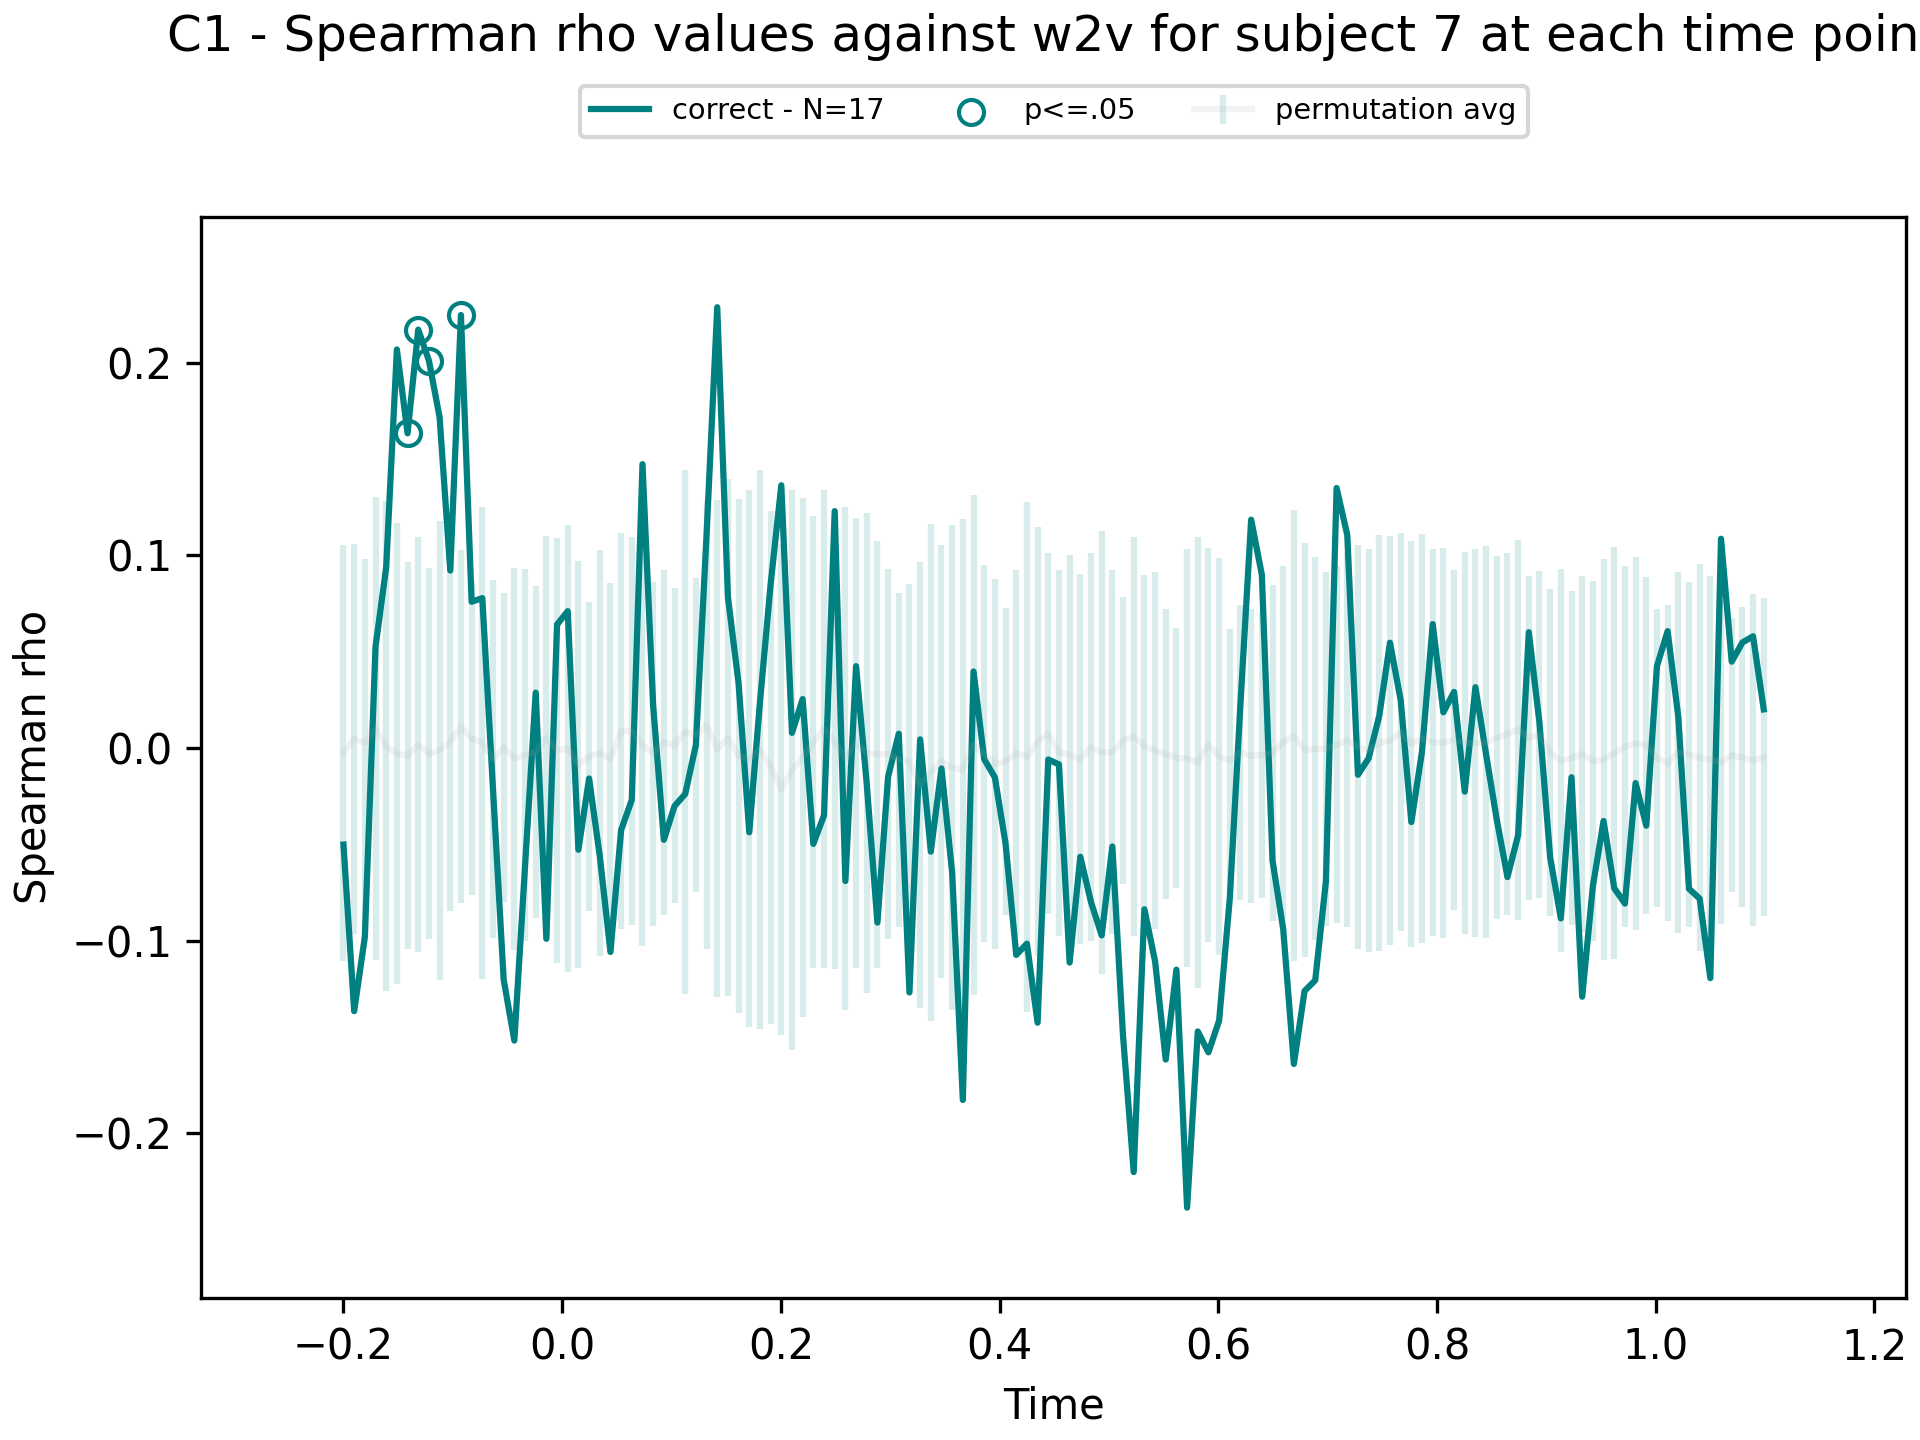 C1 - Spearman rho values against w2v for subject 7 at each time poin
correct - N=17 p<=.05 permutation avg
Spearman rho
0.2
0.1
0.0
−0.1
−0.2
−0.2 0.0 0.2 0.4 0.6 0.8 1.0 1.2
Time